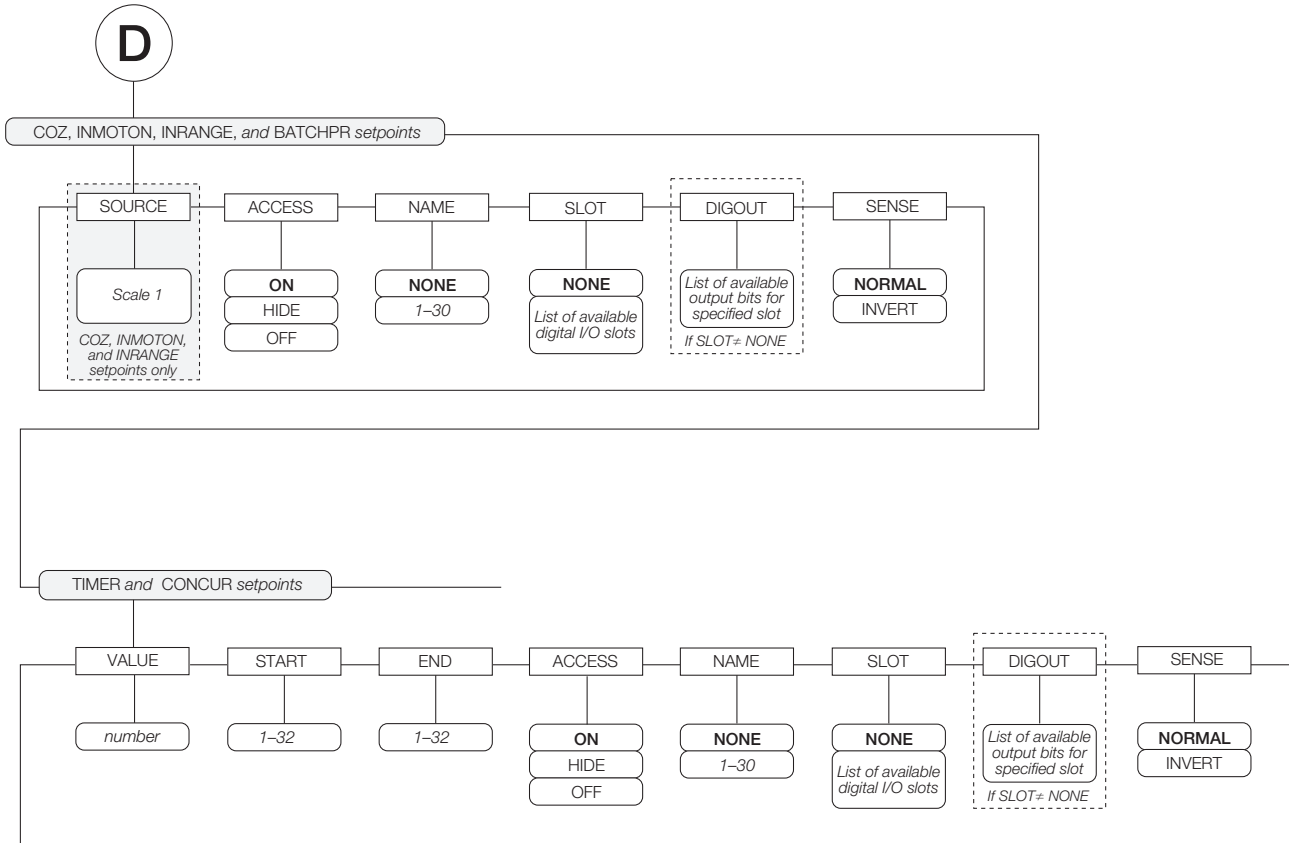 D
COZ, INMOTON, INRANGE, and BATCHPR setpoints
SOURCE
ACCESS
NAME
SLOT
DIGOUT
SENSE
Scale 1
COZ, INMOTON,
and INRANGE
setpoints only
ON
HIDE
OFF
NONE
1–30
NONE
List of available
digital I/O slots
List of available
output bits for
specified slot
If SLOT≠ NONE
NORMAL
INVERT
TIMER and CONCUR setpoints
VALUE
START
END
ACCESS
NAME
SLOT
DIGOUT
SENSE
number
1–32
1–32
ON
HIDE
OFF
NONE
1–30
NONE
List of available
digital I/O slots
List of available
output bits for
specified slot
If SLOT≠ NONE
NORMAL
INVERT